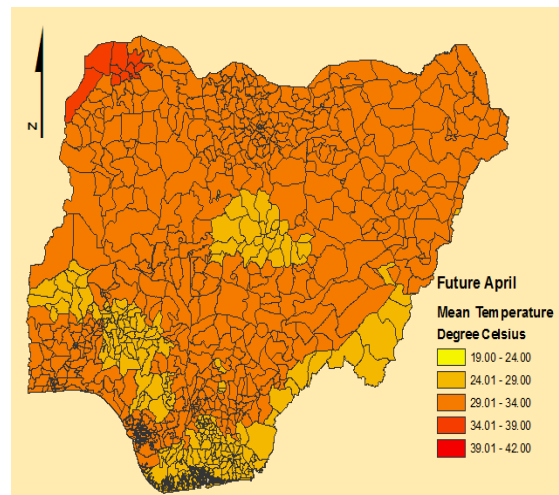 N
Future April
Mean Temperature
Degree Celsius
19.00 - 24.00
24.01 - 29.00
29.01 - 34.00
34.01 - 39.00
39.01 - 42.00